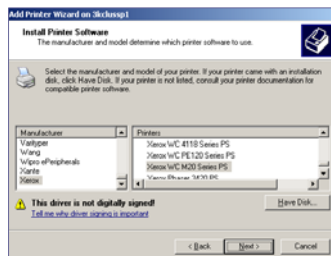 Add Printer Wizard on 3kclussp1
Install Printer Software
The manufacturer and model determine which printer software to use.
Select the manufacturer and model of your printer. If your printer came with an installation
disk, click Have Disk. If your printer is not listed, consult your printer documentation for
compatible printer software.
Manufacturer
Varityper
Wang
Wipro ePeripherals
Xante
Xerox
Printers
Xerox WC 4118 Series PS
Xerox WC PE120 Series PS
Xerox WC M20 Series PS
Xerox Phaser 3420 PS
This driver is not digitally signed!
Tell me why driver signing is important
Have Disk...
< Back
Next >
Cancel